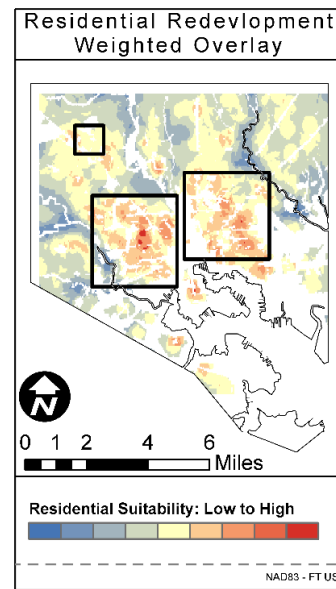 Residential Redevlopment
Weighted Overlay
N
0 1 2 4 6
Miles
Residential Suitability: Low to High
NAD83 - FT US